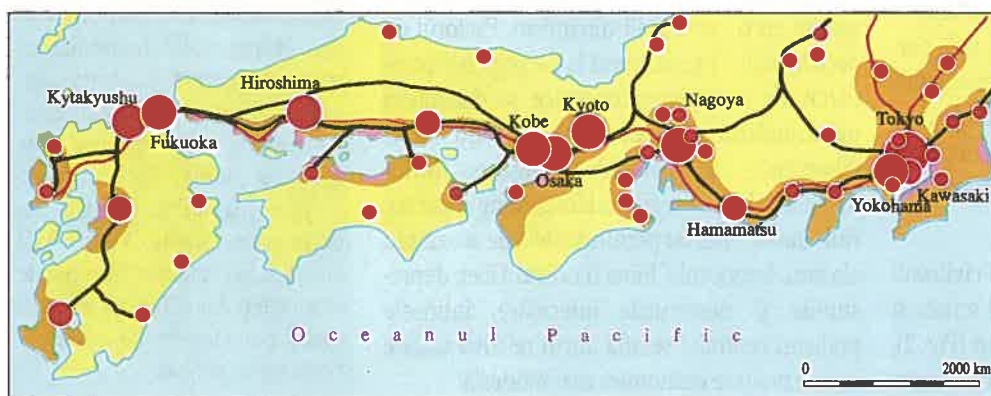 Hiroshima
Kytakyushu
Fukuoka
Kobe
Kyoto
Osaka
Nagoya
Hamamatsu
Tokyo
Kawasaki
Yokohama
Oceanul Pacific
0 2000 km